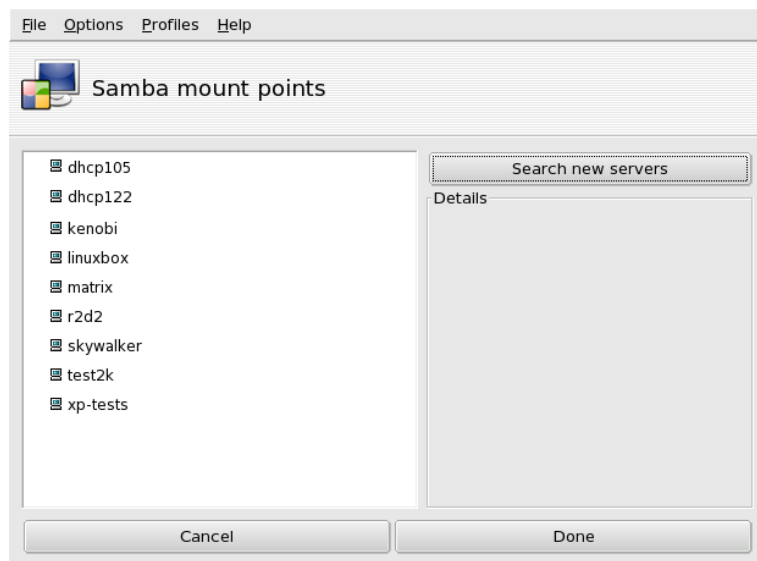 File Options Profiles Help
Samba mount points
dhcp105
dhcp122
kenobi
linuxbox
matrix
r2d2
skywalker
test2k
xp-tests
Search new servers
Details
Cancel Done